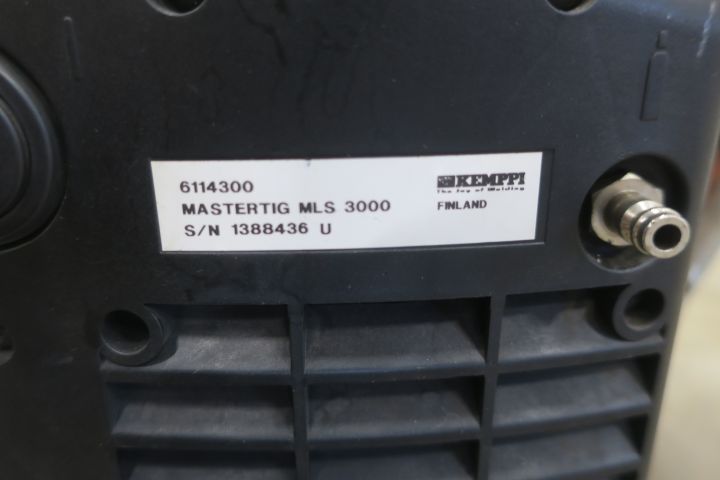 6114300
MASTERTIG MLS 3000
S/N 1388436 U
KEMPPI
The Joy of Welding
FINLAND